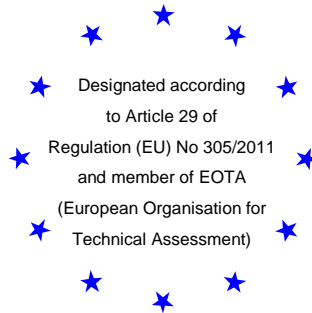 Designated according
to Article 29 of
Regulation (EU) No 305/2011
and member of EOTA
(European Organisation for
Technical Assessment)